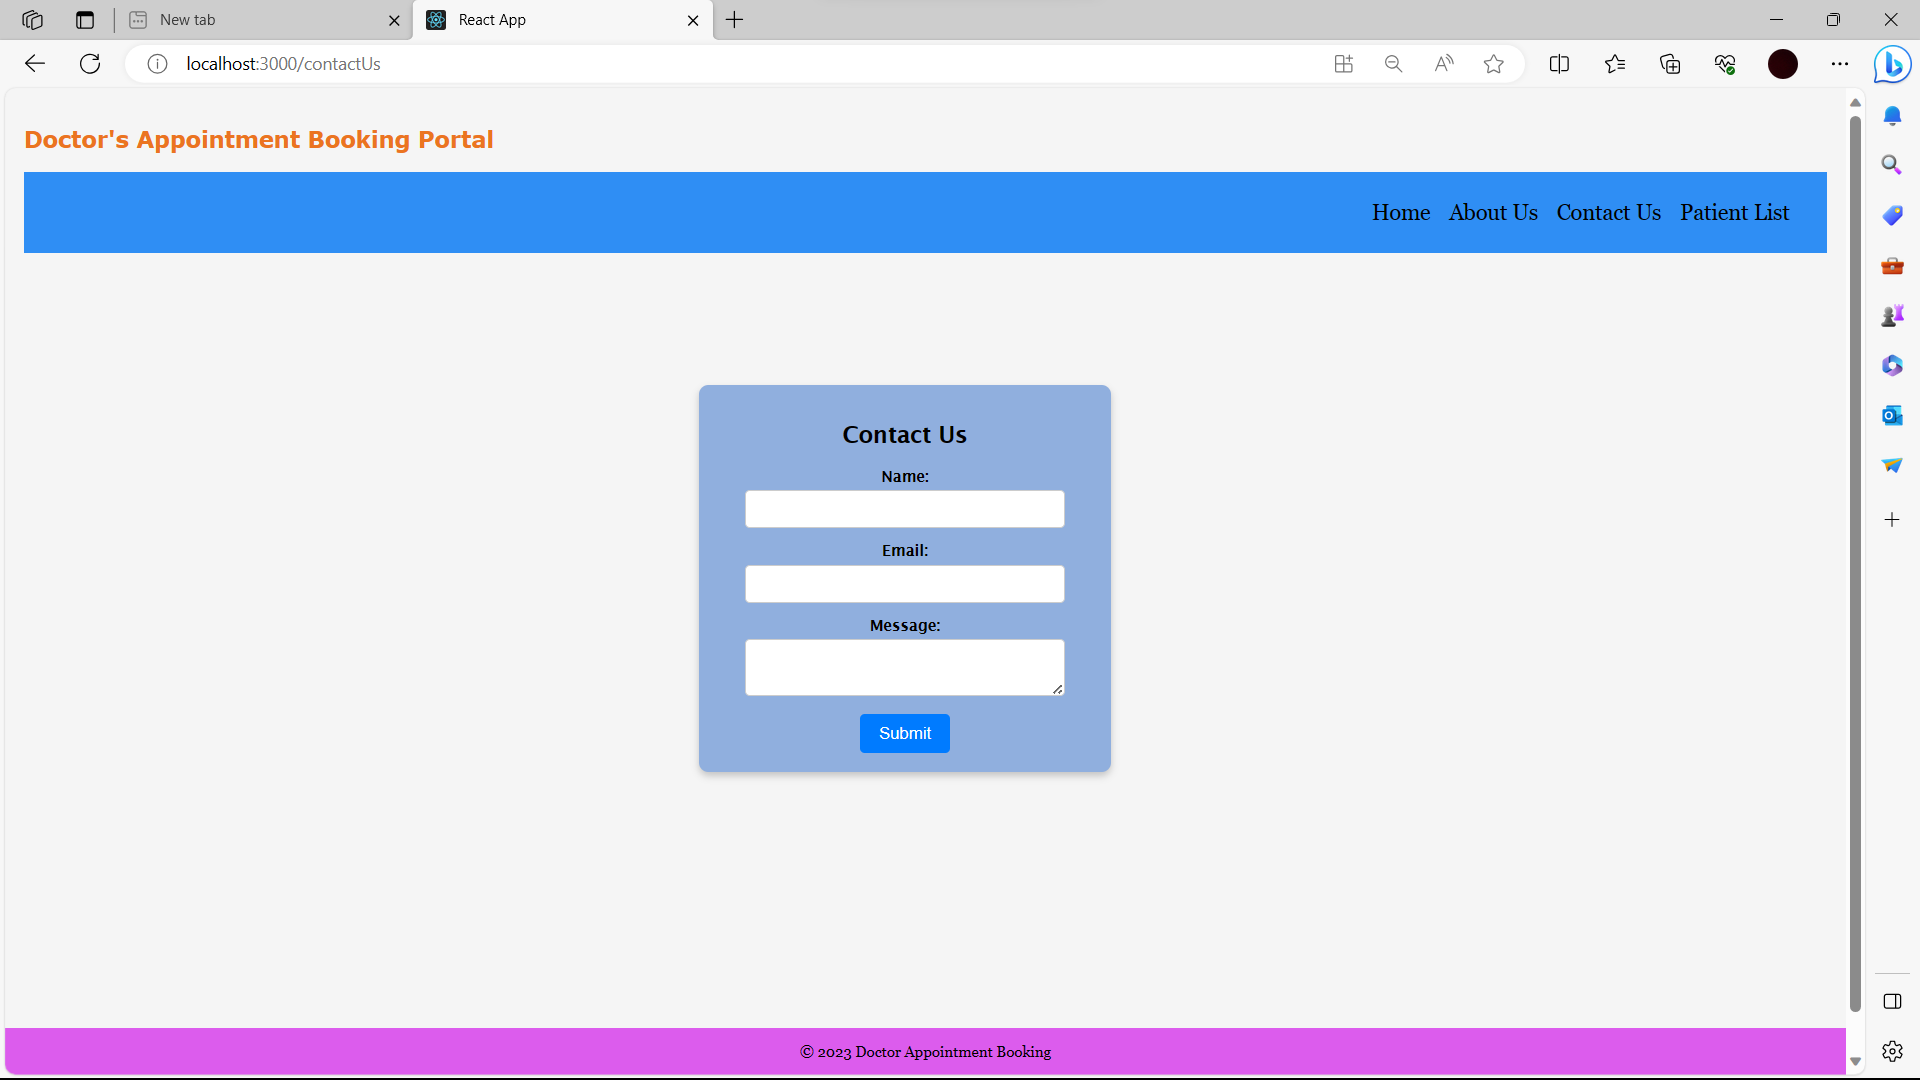 New tab
React App
localhost:3000/contactUs
Doctor's Appointment Booking Portal
Home About Us Contact Us Patient List
Contact Us
Name:
Email:
Message:
Submit
© 2023 Doctor Appointment Booking